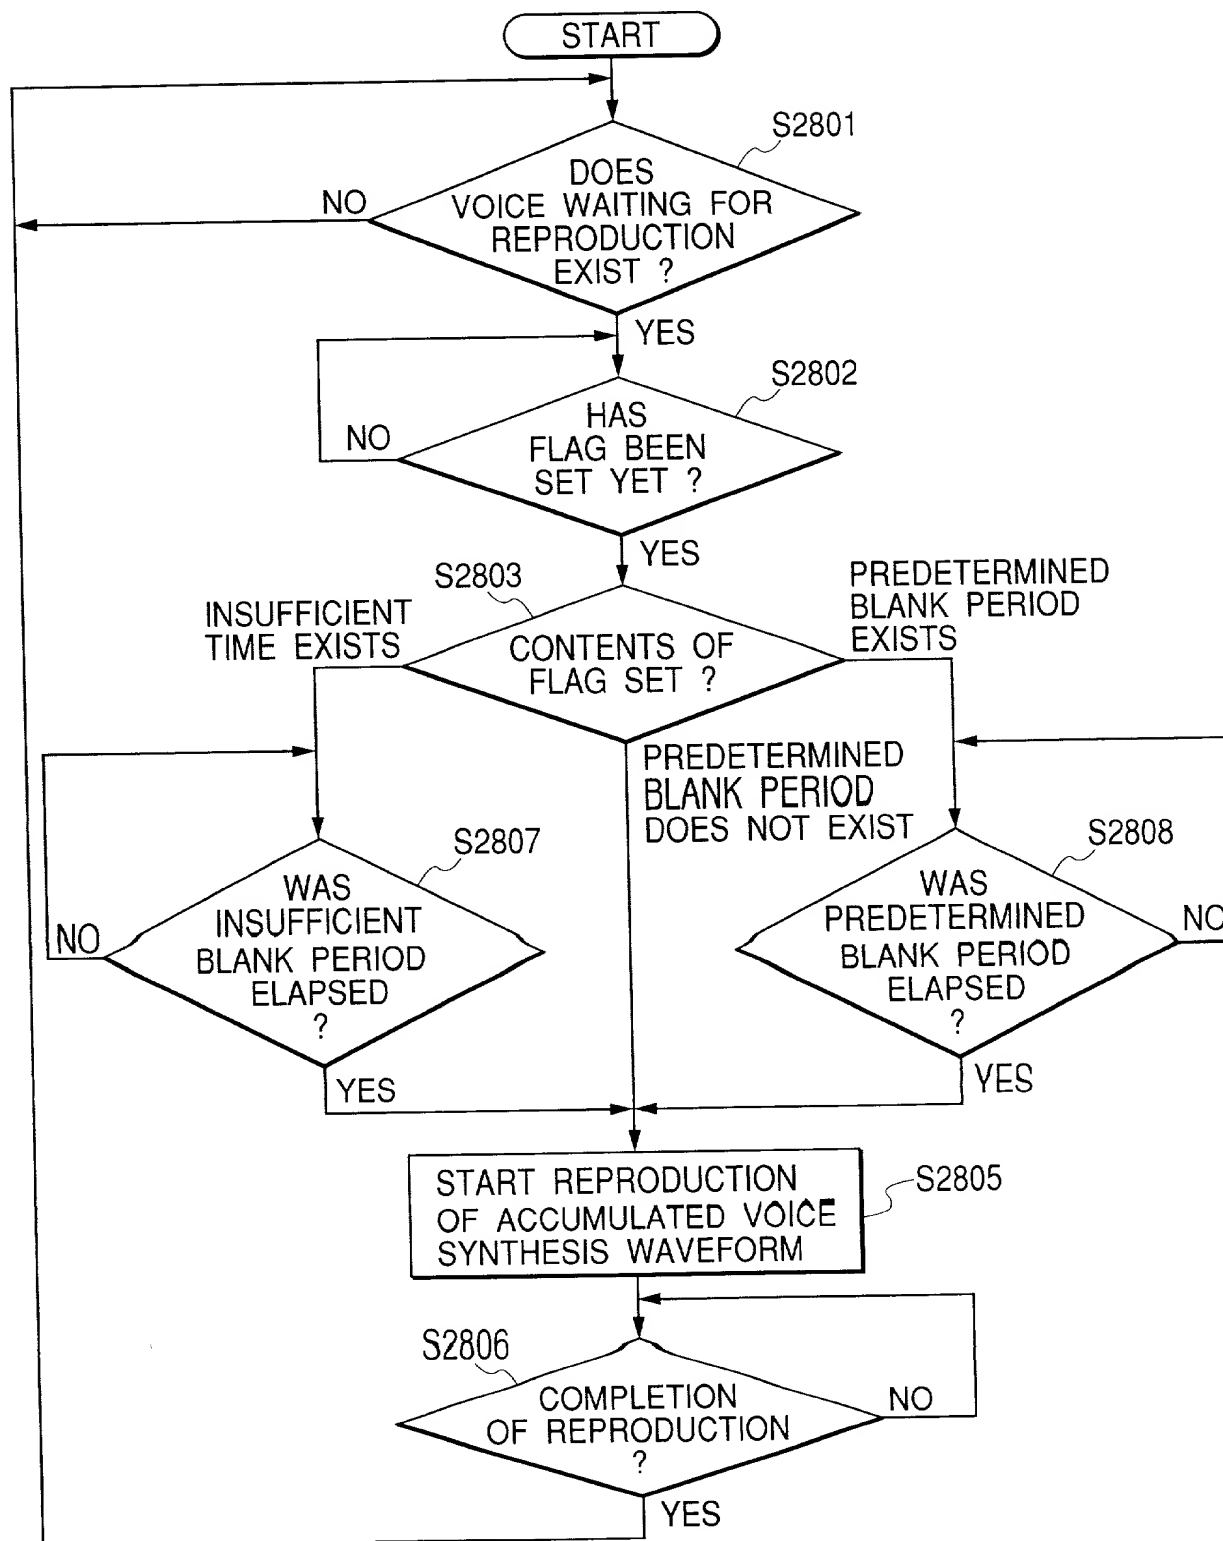 START
S2801
DOES
VOICE WAITING FOR
REPRODUCTION
EXIST ?
NO
YES
S2802
HAS
FLAG BEEN
SET YET ?
NO
YES
S2803
CONTENTS OF
FLAG SET ?
INSUFFICIENT
TIME EXISTS
PREDETERMINED
BLANK PERIOD
EXISTS
PREDETERMINED
BLANK PERIOD
DOES NOT EXIST
S2807
WAS
INSUFFICIENT
BLANK PERIOD
ELAPSED
?
NO
YES
S2808
WAS
PREDETERMINED
BLANK PERIOD
ELAPSED
?
NO
YES
START REPRODUCTION
OF ACCUMULATED VOICE
SYNTHESIS WAVEFORM
S2805
S2806
COMPLETION
OF REPRODUCTION
?
NO
YES